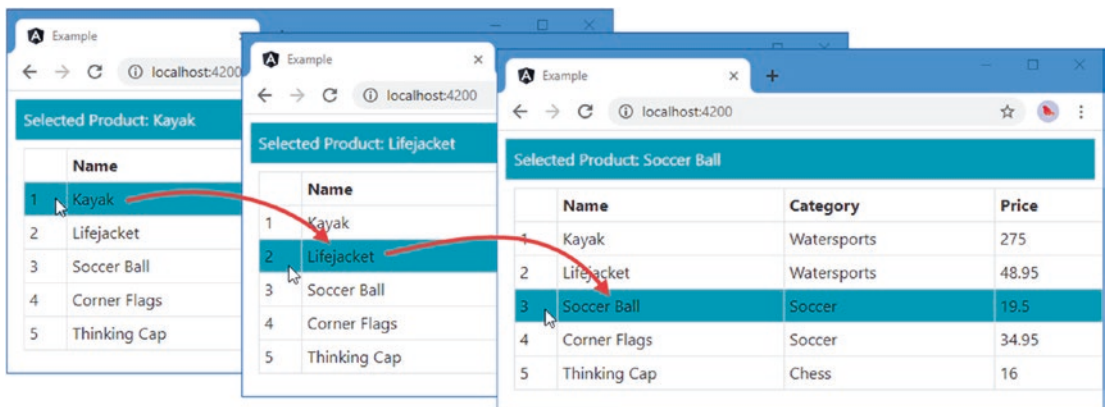 Example
localhost:4200
Selected Product: Kayak
Name
1 Kayak
2 Lifejacket
3 Soccer Ball
4 Corner Flags
5 Thinking Cap
Example
localhost:4200
Selected Product: Lifejacket
Name
1 Kayak
2 Lifejacket
3 Soccer Ball
4 Corner Flags
5 Thinking Cap
Example
localhost:4200
Selected Product: Soccer Ball
Name Category Price
1 Kayak Watersports 275
2 Lifejacket Watersports 48.95
3 Soccer Ball Soccer 19.5
4 Corner Flags Soccer 34.95
5 Thinking Cap Chess 16